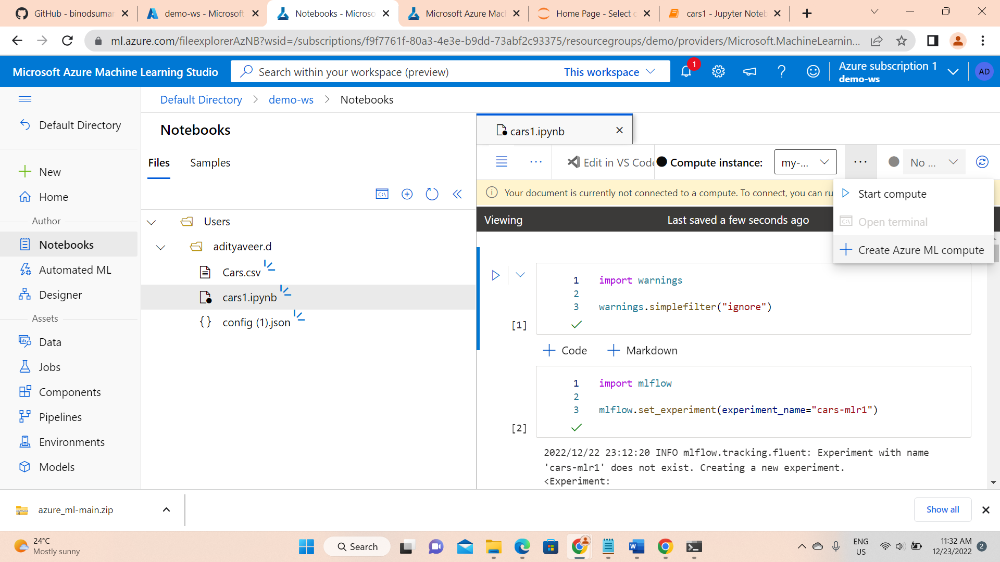 GitHub - binodsumar
demo-ws - Microsoft
Notebooks - Microso
Microsoft Azure Mac
Home Page - Select
cars1 - Jupyter Noteb
ml.azure.com/fileexplorerAzNB?wsid=/subscriptions/f9f7761f-80a3-4e3e-b9dd-73abf2c93375/resourcegroups/demo/providers/Microsoft.MachineLearnin...
Microsoft Azure Machine Learning Studio
Search within your workspace (preview)
This workspace
1
Azure subscription 1
demo-ws
AD
Default Directory
demo-ws
Notebooks
Default Directory
New
Home
Author
Notebooks
Automated ML
Designer
Assets
Data
Jobs
Components
Pipelines
Environments
Models
Notebooks
Files
Samples
Users
adityaveer.d
Cars.csv
cars1.ipynb
{} config (1).json
cars1.ipynb
Edit in VS Code
Compute instance:
my-...
...
No ...
Your document is currently not connected to a compute. To connect, you can ru
Start compute
Open terminal
Create Azure ML compute
Viewing
Last saved a few seconds ago
1 import warnings
2
3 warnings.simplefilter("ignore")
[1]
Code
Markdown
1 import mlflow
2
3 mlflow.set_experiment(experiment_name="cars-mlr1")
[2]
2022/12/22 23:12:20 INFO mlflow.tracking.fluent: Experiment with name
'cars-mlr1' does not exist. Creating a new experiment.
<Experiment:
azure_ml-main.zip
Show all
24°C
Mostly sunny
Search
ENG
US
11:32 AM
12/23/2022
2